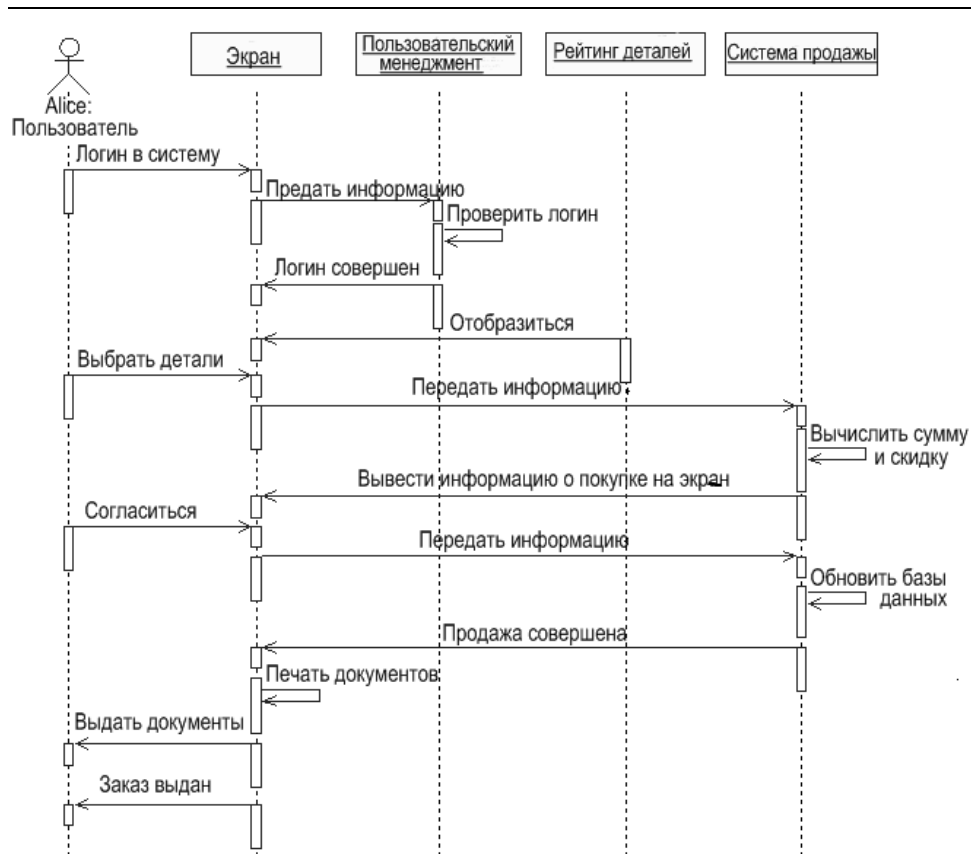 Экран
Пользовательский
менеджмент
Рейтинг деталей
Система продажы
Alice:
Пользователь
Логин в систему
Предать информацию
Проверить логин
Логин совершен
Отобразиться
Выбрать детали
Передать информацию
Вычислить сумму
и скидку
Вывести информацию о покупке на экран
Согласиться
Передать информацию
Обновить базы
данных
Продажа совершена
Печать документов
Выдать документы
Заказ выдан